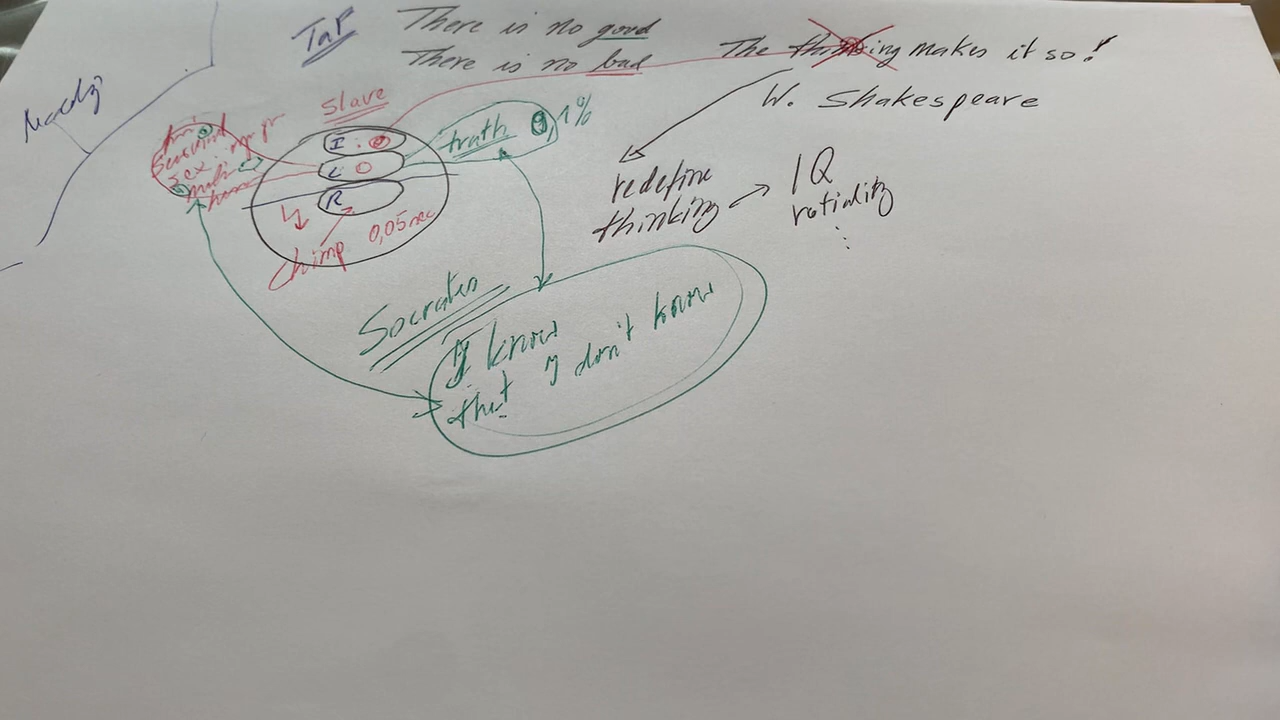 TaP
There is no good
There is no bad
The thinking makes it so!
W. Shakespeare
slave
I
L
R
truth 0,1%
sex
chimp 0,05 sec
redefine
thinking
IQ
Socrates
I know
that I don't know